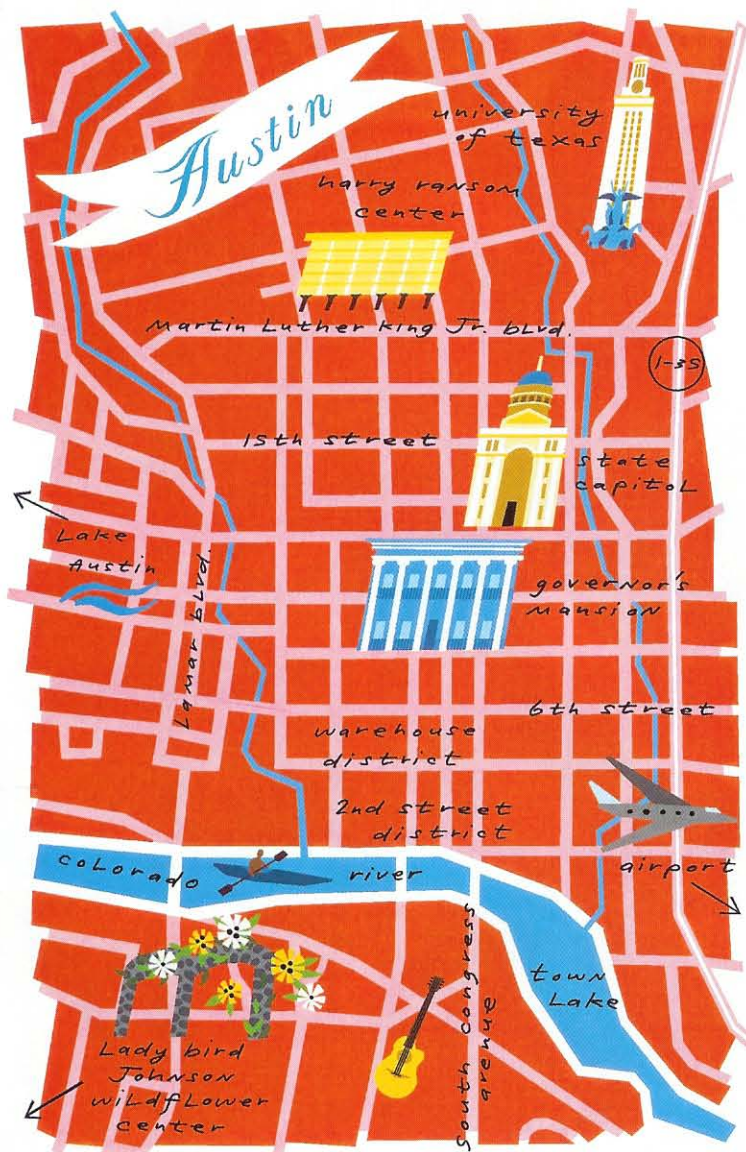 Austin
university
of texas
harry ransom
center
Martin Luther King Jr. blvd.
I-35
15th street
state
capitol
Lake
Austin
Lamar blvd.
governor's
Mansion
6th street
warehouse
district
2nd street
district
colorado river
airport
town
Lake
south congress
avenue
Lady bird
Johnson
wildflower
center